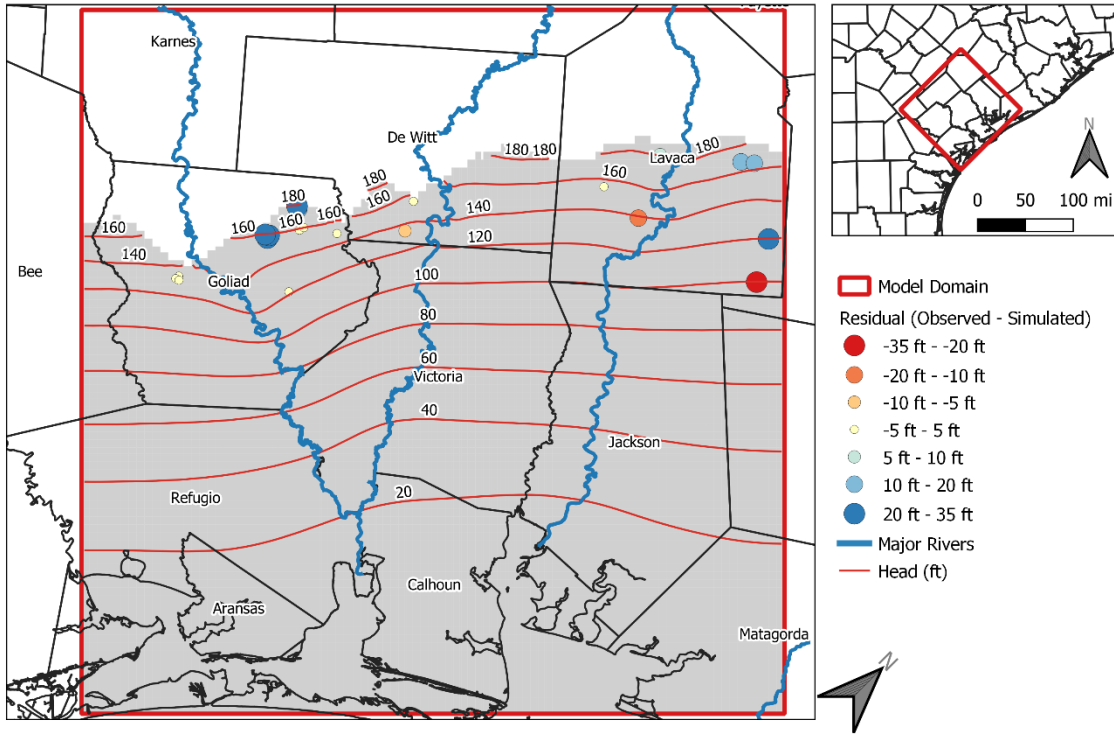 Karnes
De Witt
180 180
Lavaca
180
180
160
180
160
160
160
160
160
140
140
120
Bee
Goliad
100
80
60
Victoria
40
Jackson
20
Refugio
Calhoun
Aransas
Matagorda
N
N
0 50 100 mi
Model Domain
Residual (Observed - Simulated)
-35 ft - -20 ft
-20 ft - -10 ft
-10 ft - -5 ft
-5 ft - 5 ft
5 ft - 10 ft
10 ft - 20 ft
20 ft - 35 ft
Major Rivers
Head (ft)